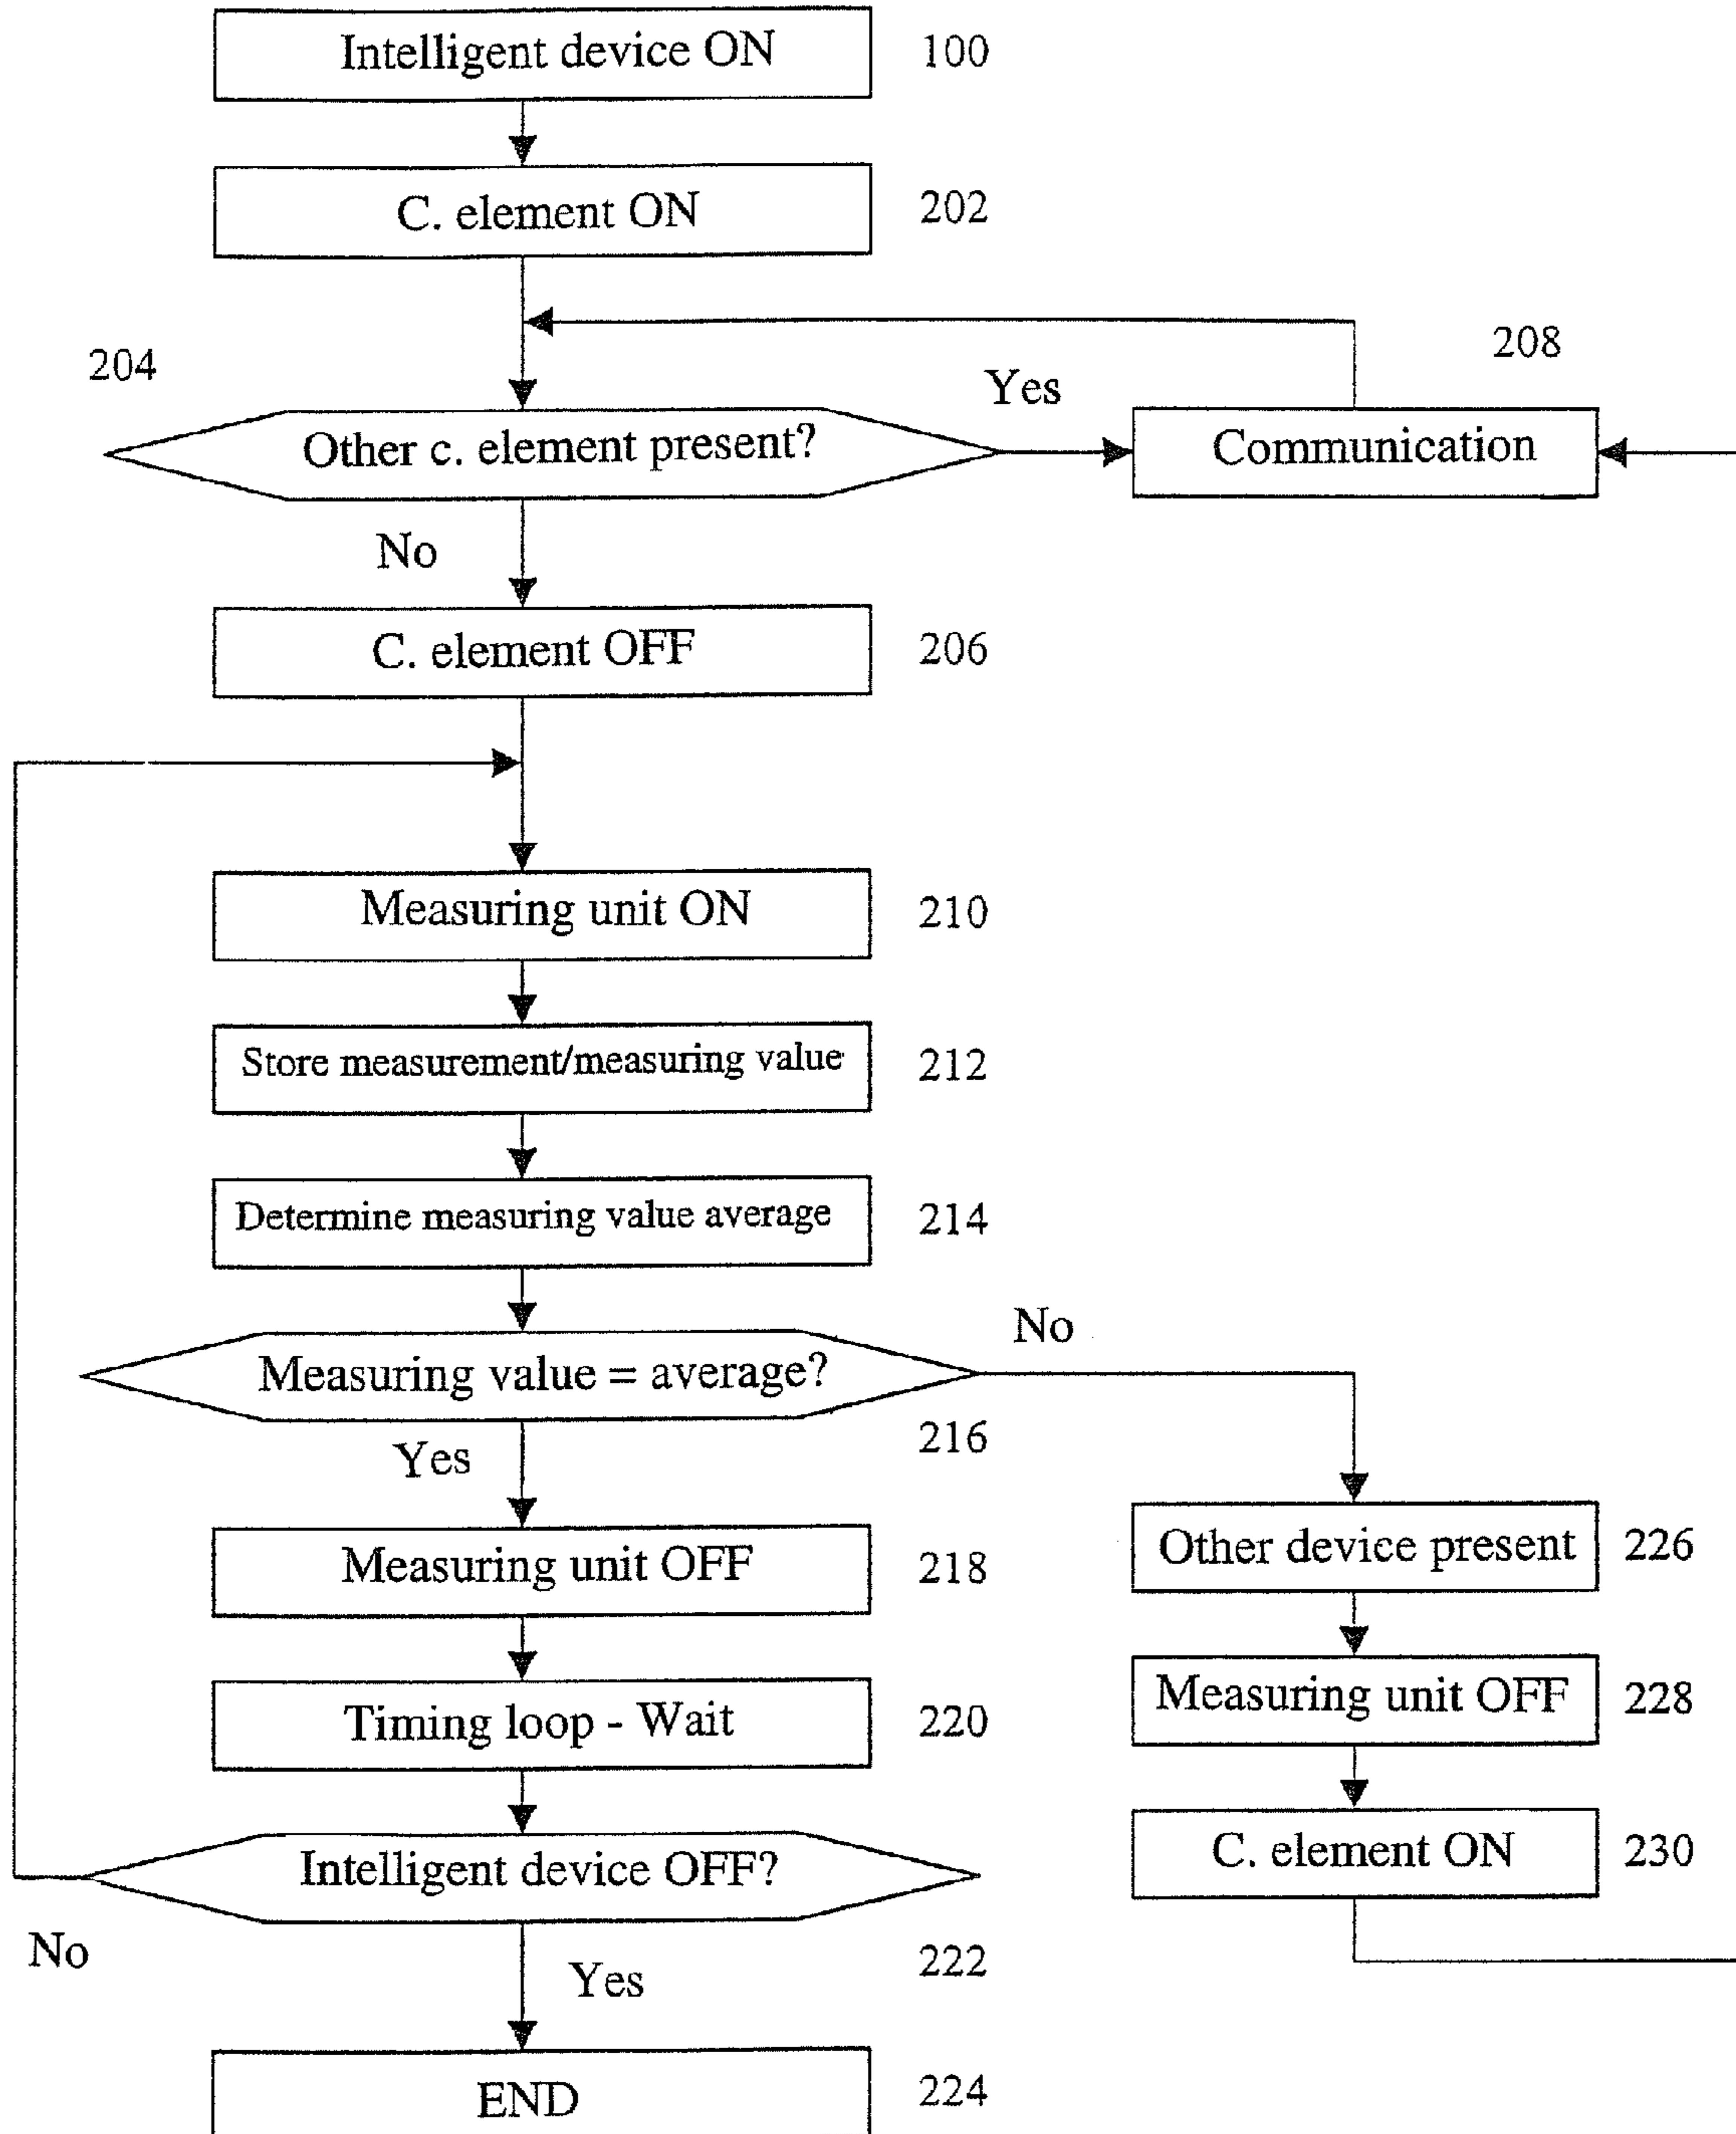 Intelligent device ON 100
C. element ON 202
204
208
Yes
Other c. element present?
Communication
No
C. element OFF 206
Measuring unit ON 210
Store measurement/measuring value 212
Determine measuring value average 214
No
Measuring value = average?
216
Yes
Measuring unit OFF 218
Other device present 226
Timing loop - Wait 220
Measuring unit OFF 228
Intelligent device OFF?
C. element ON 230
No
222
Yes
END 224